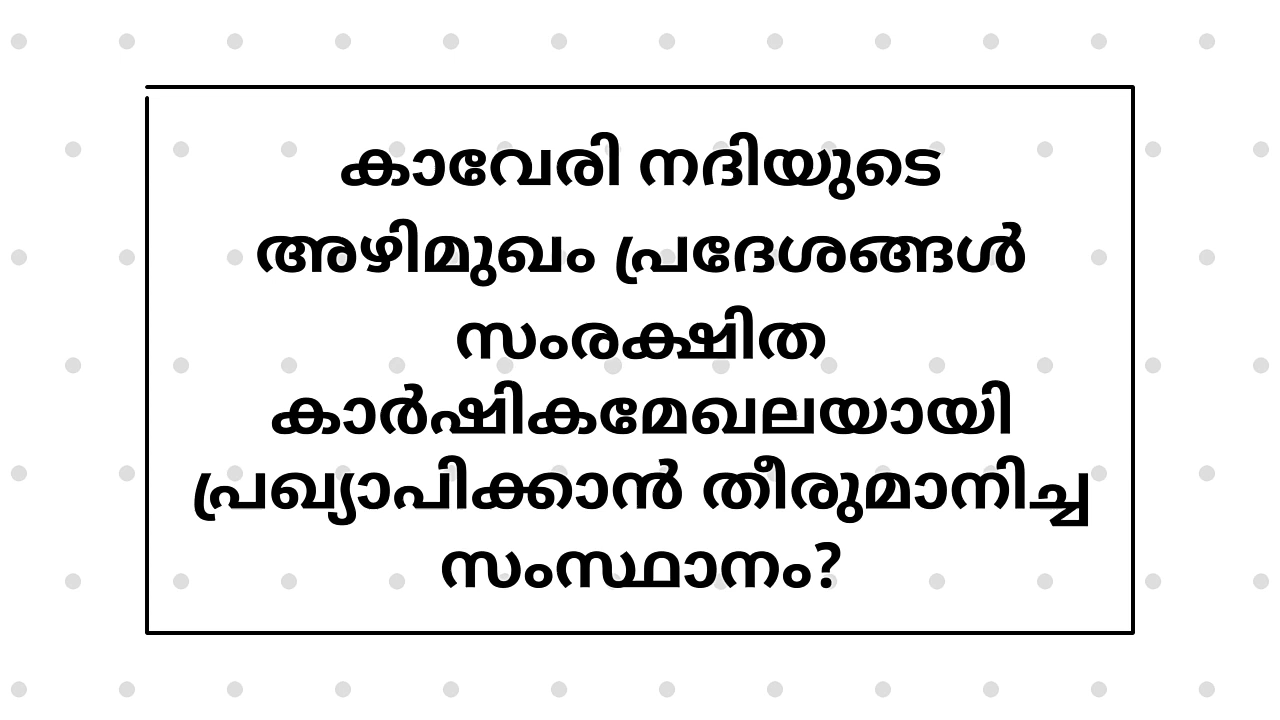 കാവേരി നദിയുടെ
അഴിമുഖം പ്രദേശങ്ങൾ
സംരക്ഷിത
കാർഷികമേഖലയായി
പ്രഖ്യാപിക്കാൻ തീരുമാനിച്ച
സംസ്ഥാനം?